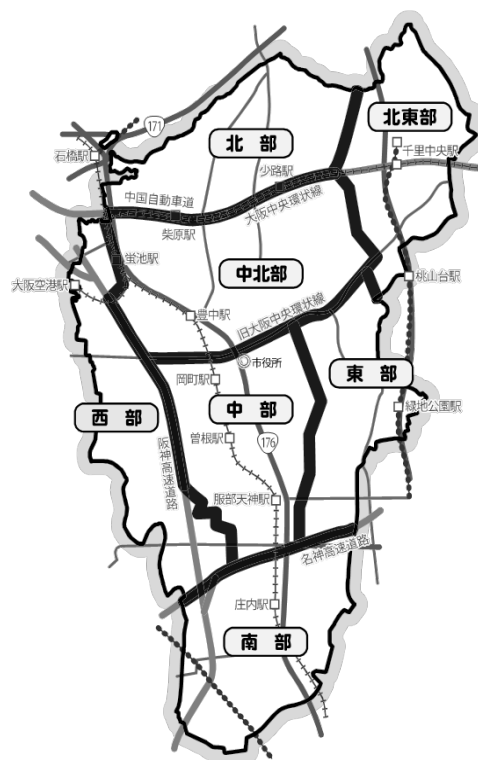 171
北部
北東部
石橋駅
千里中央駅
少路駅
中国自動車道
大阪中央環状線
柴原駅
蛍池駅
中北部
大阪空港駅
桃山台駅
豊中駅
旧大阪中央環状線
市役所
岡町駅
東部
緑地公園駅
西部
中部
曽根駅
176
阪神高速道路
服部天神駅
名神高速道路
庄内駅
南部